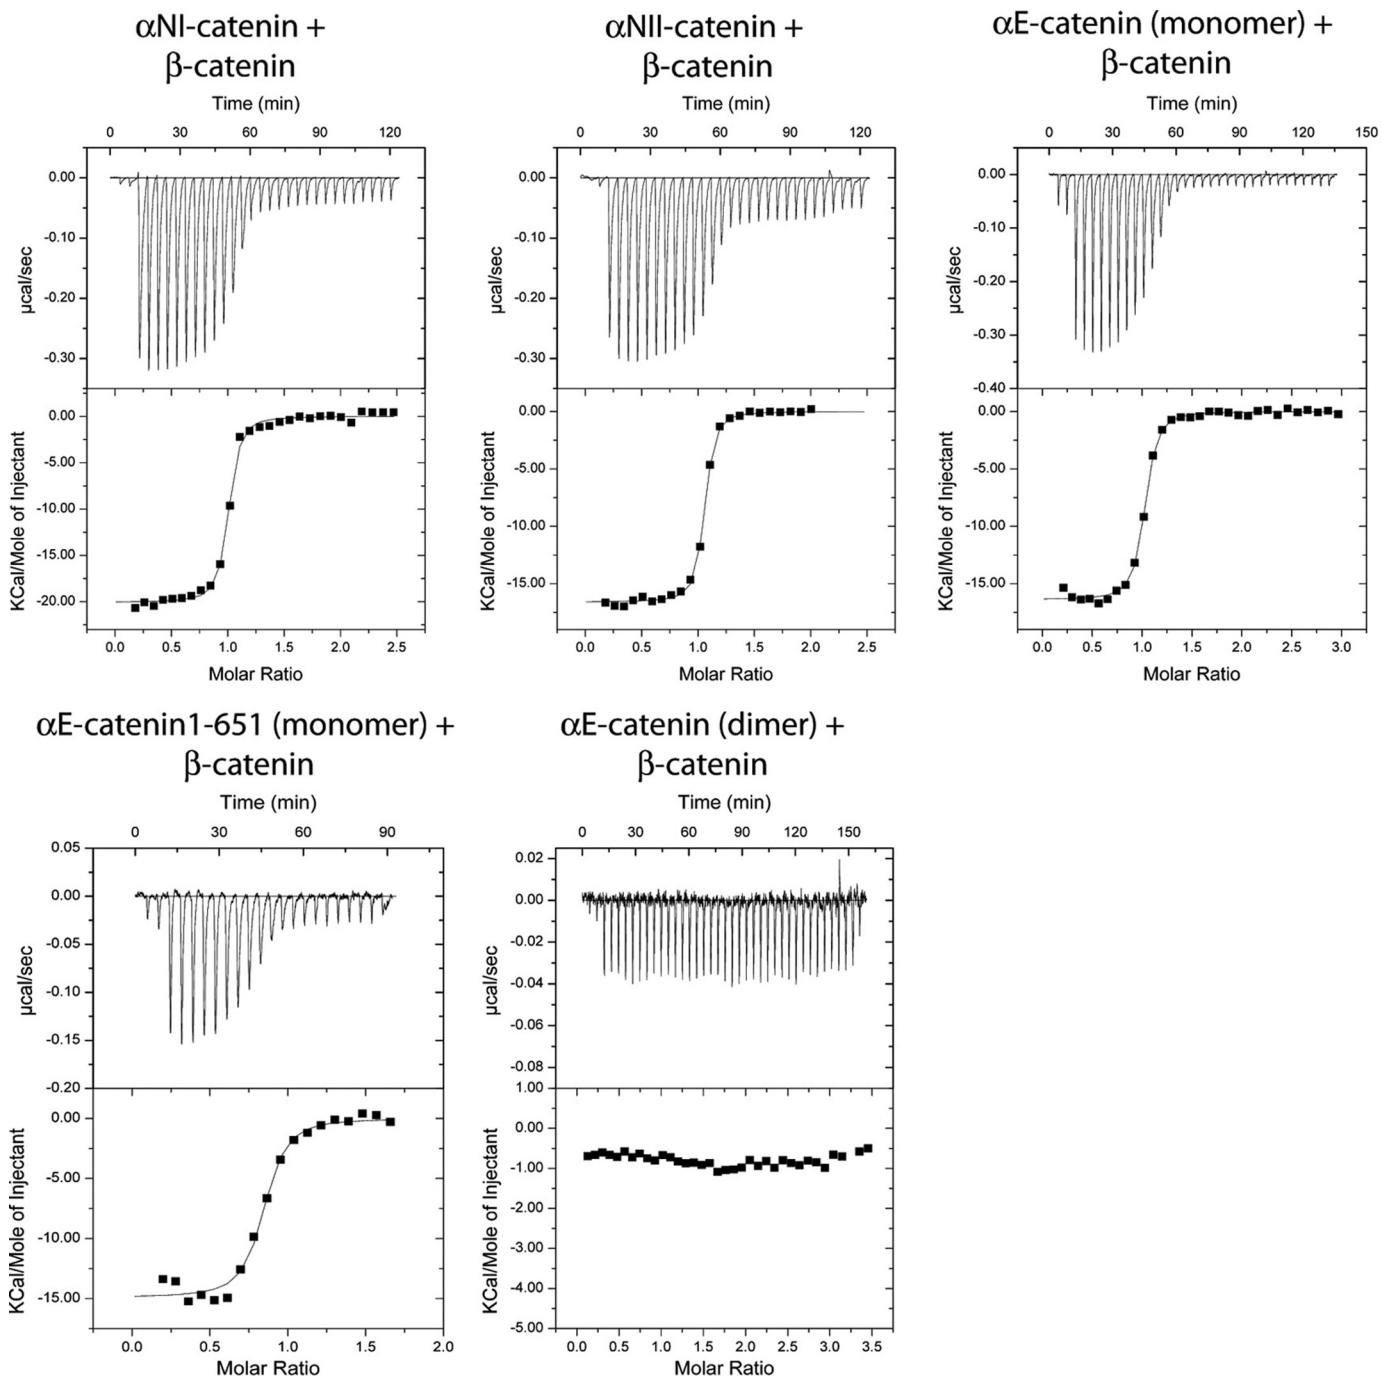 αNI-catenin +
β-catenin
Time (min)
0 30 60 90 120
0.00
-0.10
-0.20
-0.30
µcal/sec
0.00
-5.00
-10.00
-15.00
-20.00
KCal/Mole of Injectant
0.0 0.5 1.0 1.5 2.0 2.5
Molar Ratio
αNII-catenin +
β-catenin
Time (min)
0 30 60 90 120
0.00
-0.10
-0.20
-0.30
µcal/sec
0.00
-5.00
-10.00
-15.00
KCal/Mole of Injectant
0.0 0.5 1.0 1.5 2.0 2.5
Molar Ratio
αE-catenin (monomer) +
β-catenin
Time (min)
0 30 60 90 120 150
0.00
-0.10
-0.20
-0.30
-0.40
µcal/sec
0.00
-5.00
-10.00
-15.00
KCal/Mole of Injectant
0.0 0.5 1.0 1.5 2.0 2.5 3.0
Molar Ratio
αE-catenin1-651 (monomer) +
β-catenin
Time (min)
0 30 60 90
0.05
0.00
-0.05
-0.10
-0.15
-0.20
µcal/sec
0.00
-5.00
-10.00
-15.00
KCal/Mole of Injectant
0.0 0.5 1.0 1.5 2.0
Molar Ratio
αE-catenin (dimer) +
β-catenin
Time (min)
0 30 60 90 120 150
0.02
0.00
-0.02
-0.04
-0.06
-0.08
µcal/sec
1.00
0.00
-1.00
-2.00
-3.00
-4.00
-5.00
KCal/Mole of Injectant
0.0 0.5 1.0 1.5 2.0 2.5 3.0 3.5
Molar Ratio